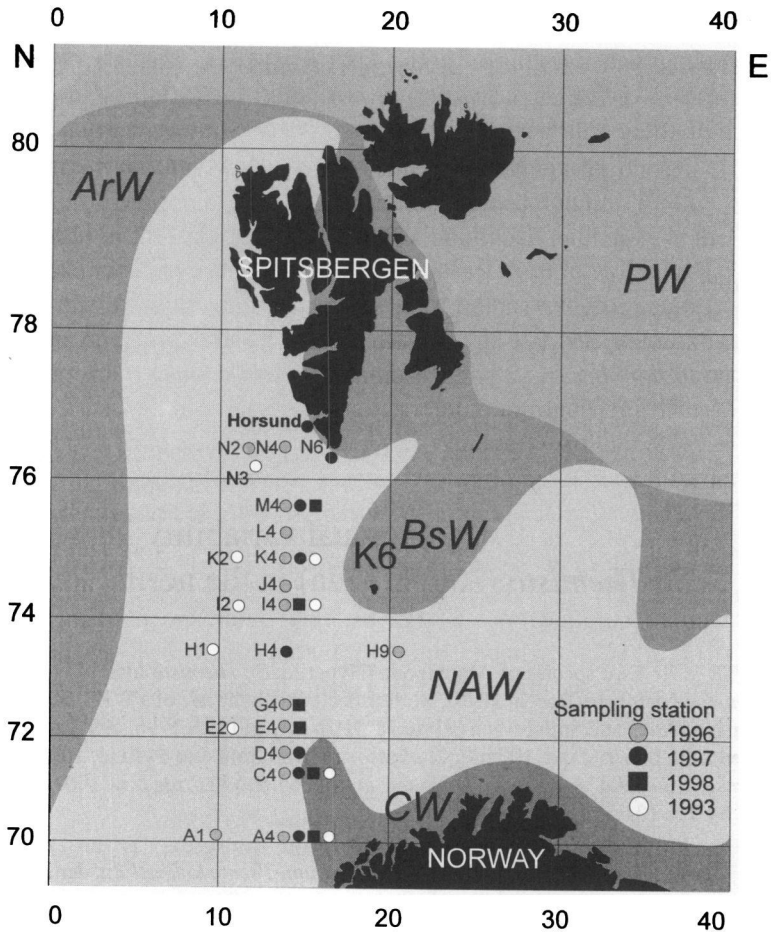 0 10 20 30 40
N E
80
ArW
SPITSBERGEN
PW
78
Horsund
N2 N4 N6
N3
76
M4
L4
BsW
K2 K4 K6
J4
74
I2 I4
H1 H4 H9
NAW
G4
Sampling station
1996
E2 E4
72
1997
D4
1998
C4
1993
CW
70
A1 A4
NORWAY
0 10 20 30 40